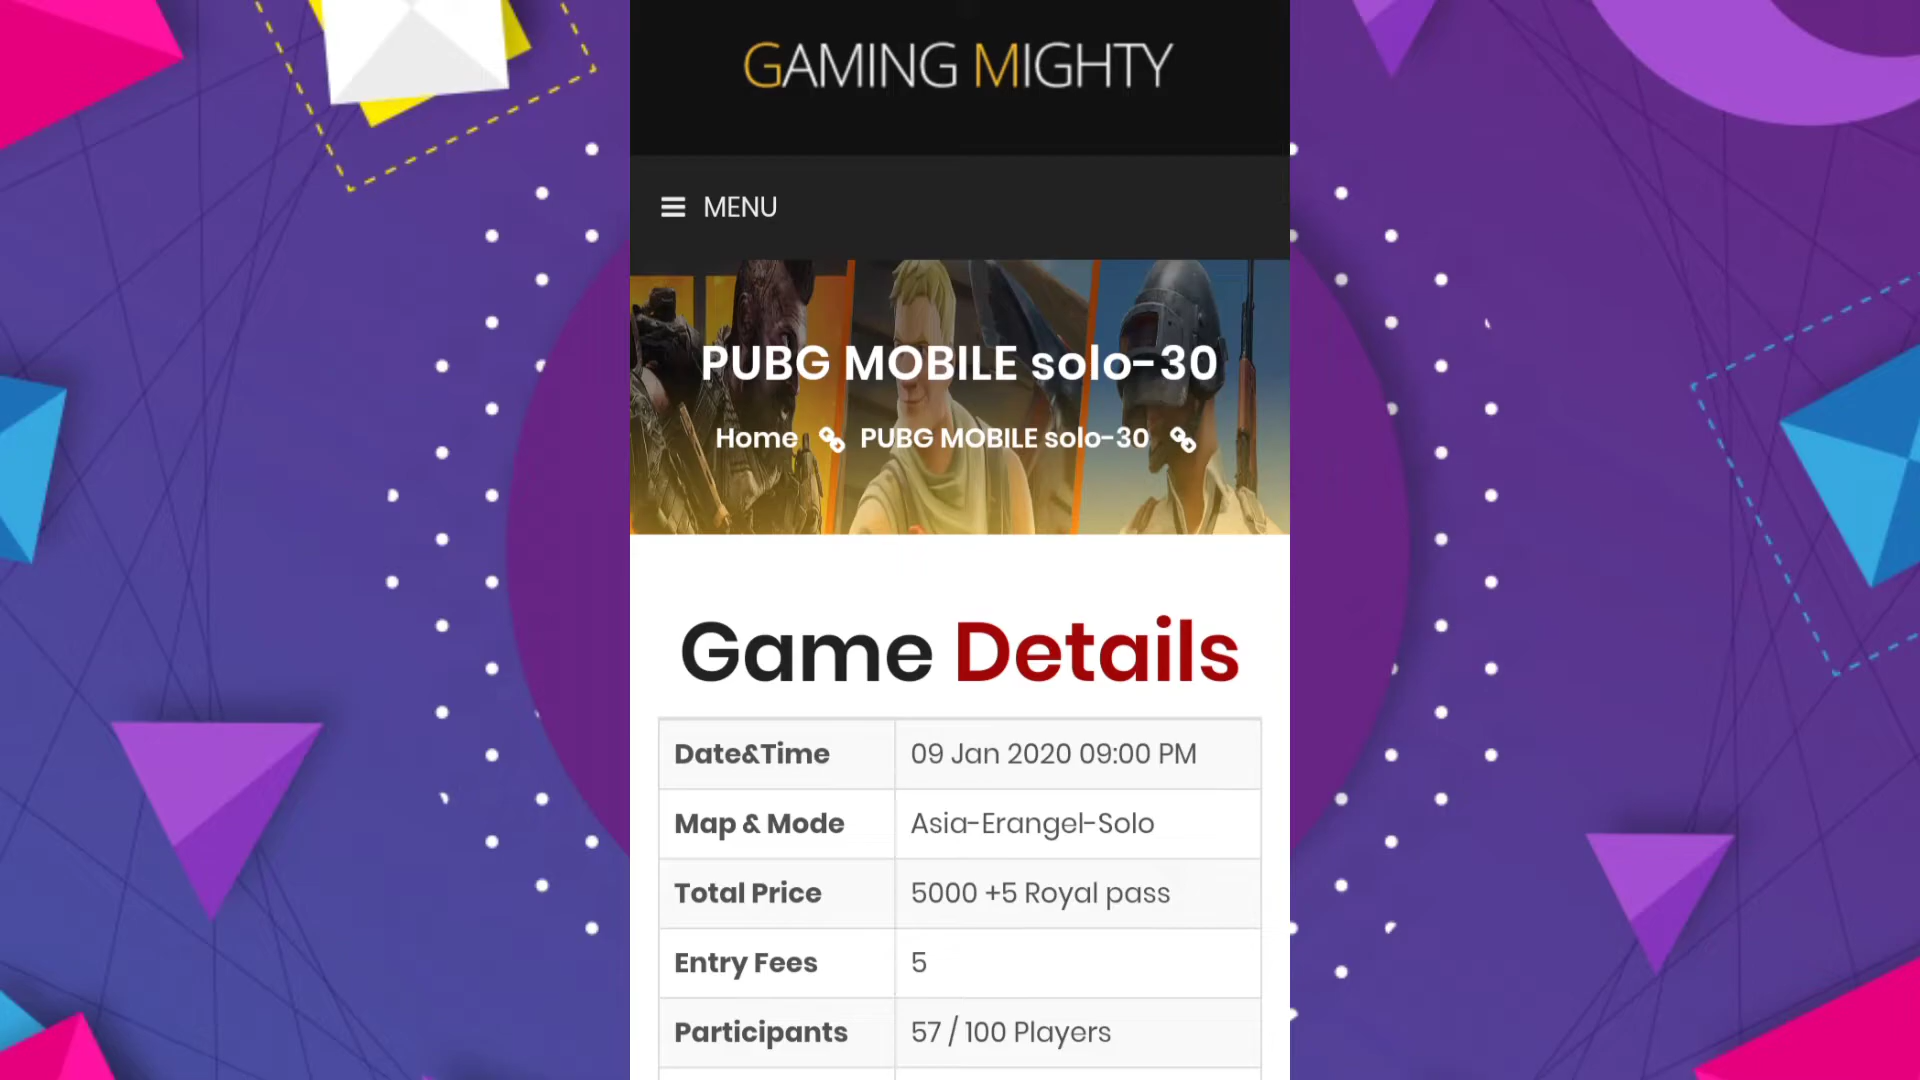 GAMING MIGHTY
MENU
PUBG MOBILE solo-30
Home PUBG MOBILE solo-30
Game Details
Date&Time 09 Jan 2020 09:00 PM
Map & Mode Asia-Erangel-Solo
Total Price 5000 +5 Royal pass
Entry Fees 5
Participants 57 / 100 Players